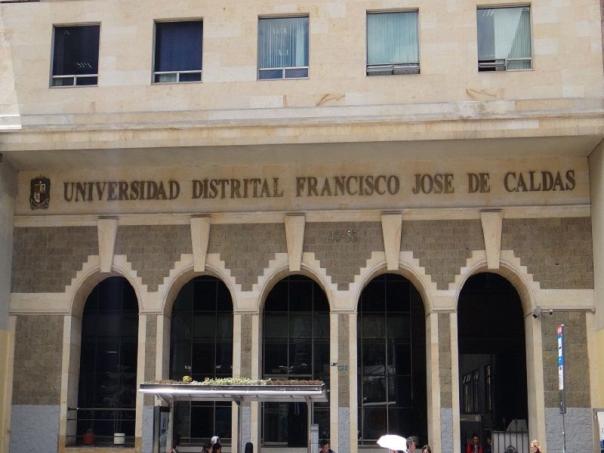 UNIVERSIDAD DISTRITAL FRANCISCO JOSE DE CALDAS